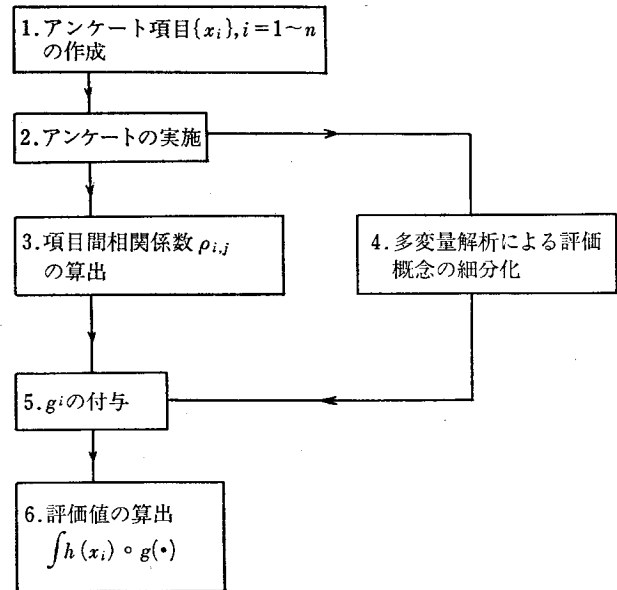 1.アンケート項目{xᵢ},i=1~n
の作成
2.アンケートの実施
3.項目間相関係数 ρᵢ,ⱼ
の算出
4.多変量解析による評価
概念の細分化
5.gⁱの付与
6.評価値の算出
∫h(xᵢ)∘g(•)